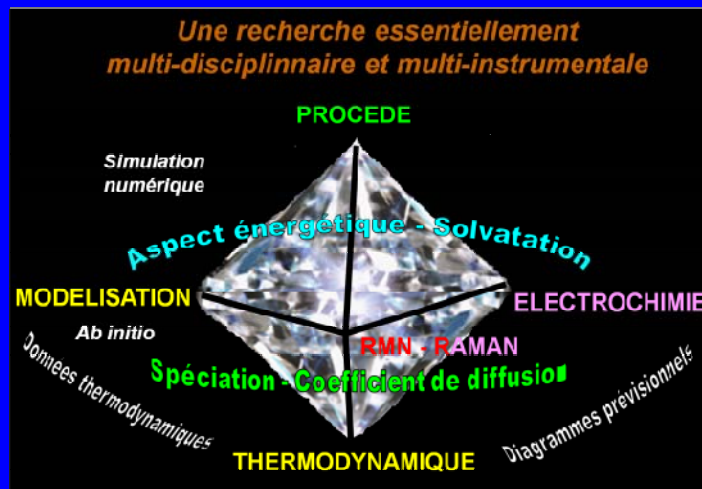 Une recherche essentiellement
multi-disciplinnaire et multi-instrumentale
PROCEDE
Simulation
numérique
Aspect énergétique - Solvatation
MODELISATION
ELECTROCHIMIE
Ab initio
RMN - RAMAN
Données thermodynamiques
Spéciation - Coefficient de diffusion
Diagrammes prévisionnels
THERMODYNAMIQUE